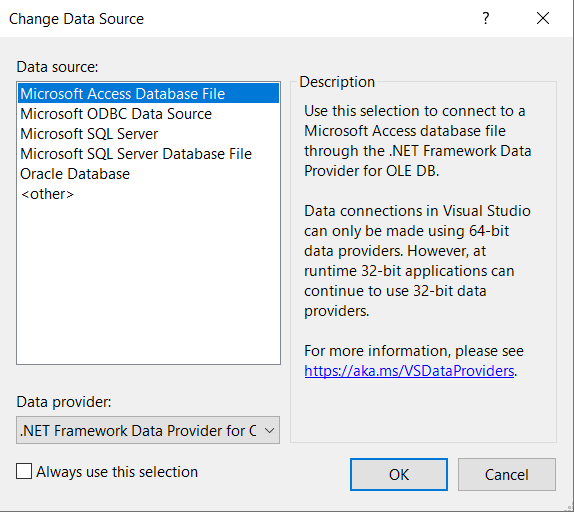 Change Data Source
? 
Data source:
Microsoft Access Database File
Microsoft ODBC Data Source
Microsoft SQL Server
Microsoft SQL Server Database File
Oracle Database
<other>
Description
Use this selection to connect to a
Microsoft Access database file
through the .NET Framework Data
Provider for OLE DB.
Data connections in Visual Studio
can only be made using 64-bit
data providers. However, at
runtime 32-bit applications can
continue to use 32-bit data
providers.
For more information, please see
https://aka.ms/VSDataProviders.
Data provider:
.NET Framework Data Provider for C
Always use this selection
OK
Cancel